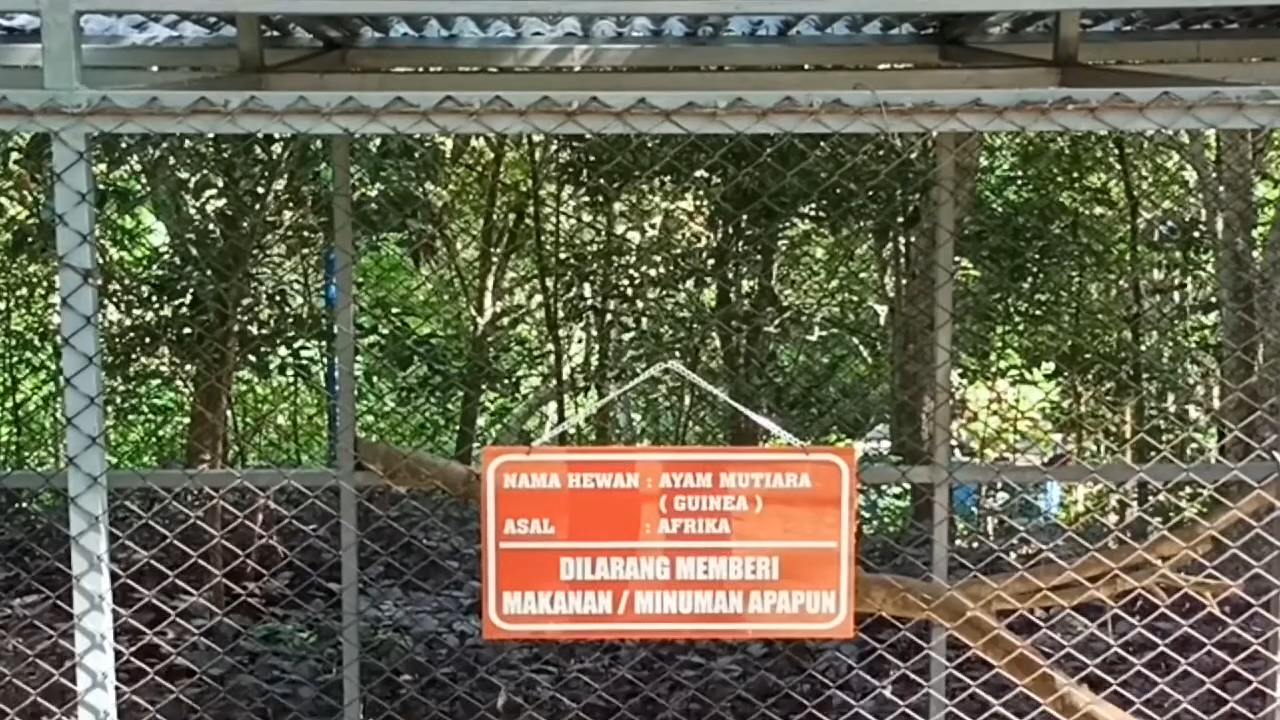 NAMA HEWAN : AYAM MUTIARA
( GUINEA )
ASAL : AFRIKA
DILARANG MEMBERI
MAKANAN / MINUMAN APAPUN